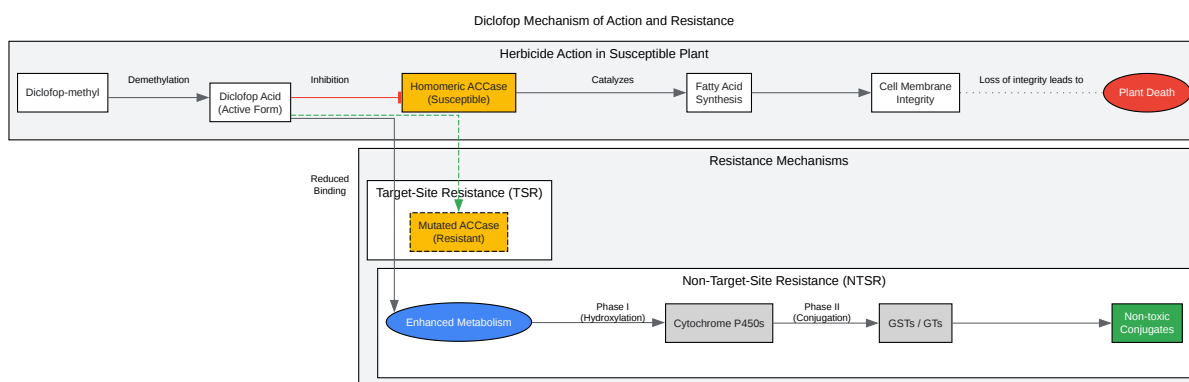 Diclofop Mechanism of Action and Resistance
Herbicide Action in Susceptible Plant
Diclofop-methyl
Demethylation
Diclofop Acid
(Active Form)
Inhibition
Homomeric ACCase
(Susceptible)
Catalyzes
Fatty Acid
Synthesis
Cell Membrane
Integrity
Loss of integrity leads to
Plant Death
Resistance Mechanisms
Reduced
Binding
Target-Site Resistance (TSR)
Mutated ACCase
(Resistant)
Non-Target-Site Resistance (NTSR)
Enhanced Metabolism
Phase I
(Hydroxylation)
Cytochrome P450s
Phase II
(Conjugation)
GSTs / GTs
Non-toxic
Conjugates